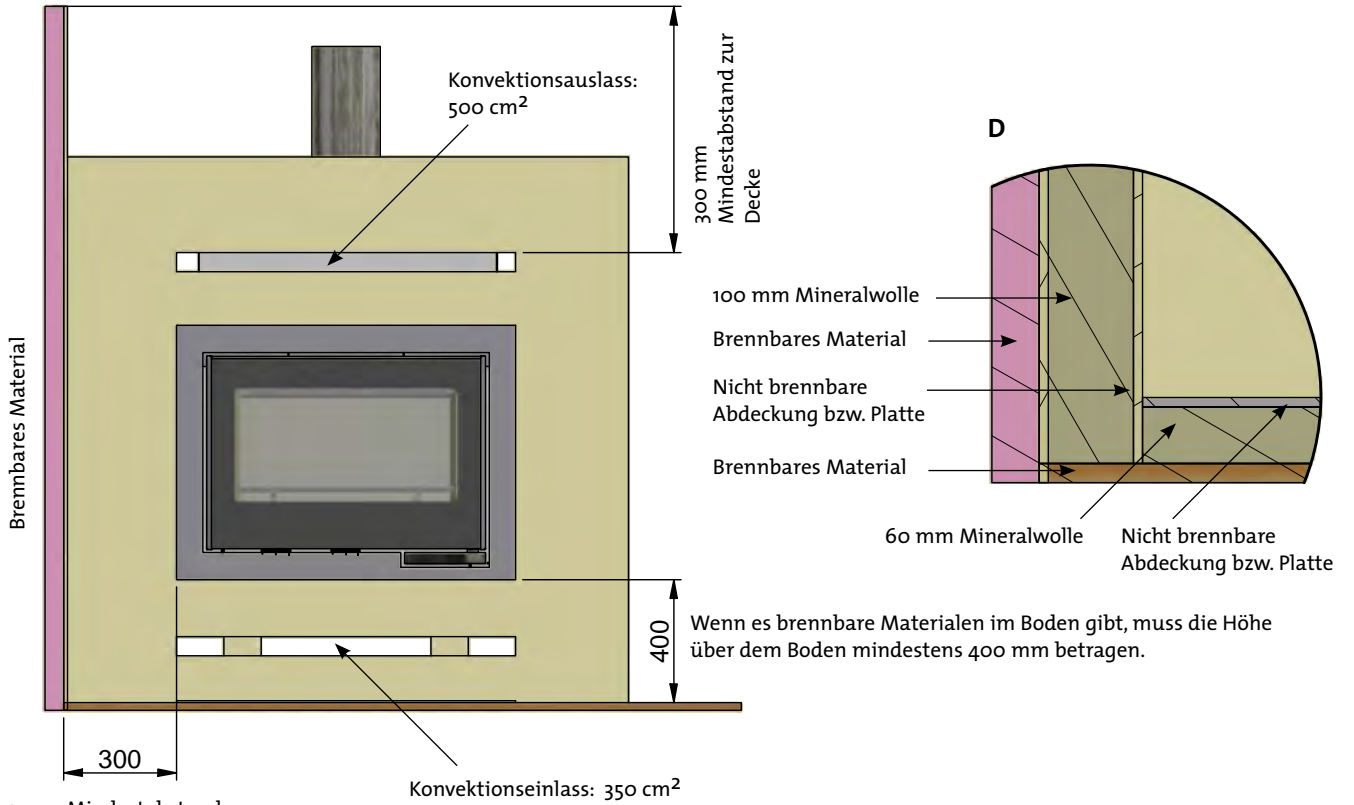 Konvektionsauslass:
500 cm²
300 mm
Mindestabstand zur
Decke
Brennbares Material
400
Wenn es brennbare Materialen im Boden gibt, muss die Höhe
über dem Boden mindestens 400 mm betragen.
300
Konvektionseinlass: 350 cm²
D
100 mm Mineralwolle
Brennbares Material
Nicht brennbare
Abdeckung bzw. Platte
Brennbares Material
60 mm Mineralwolle
Nicht brennbare
Abdeckung bzw. Platte